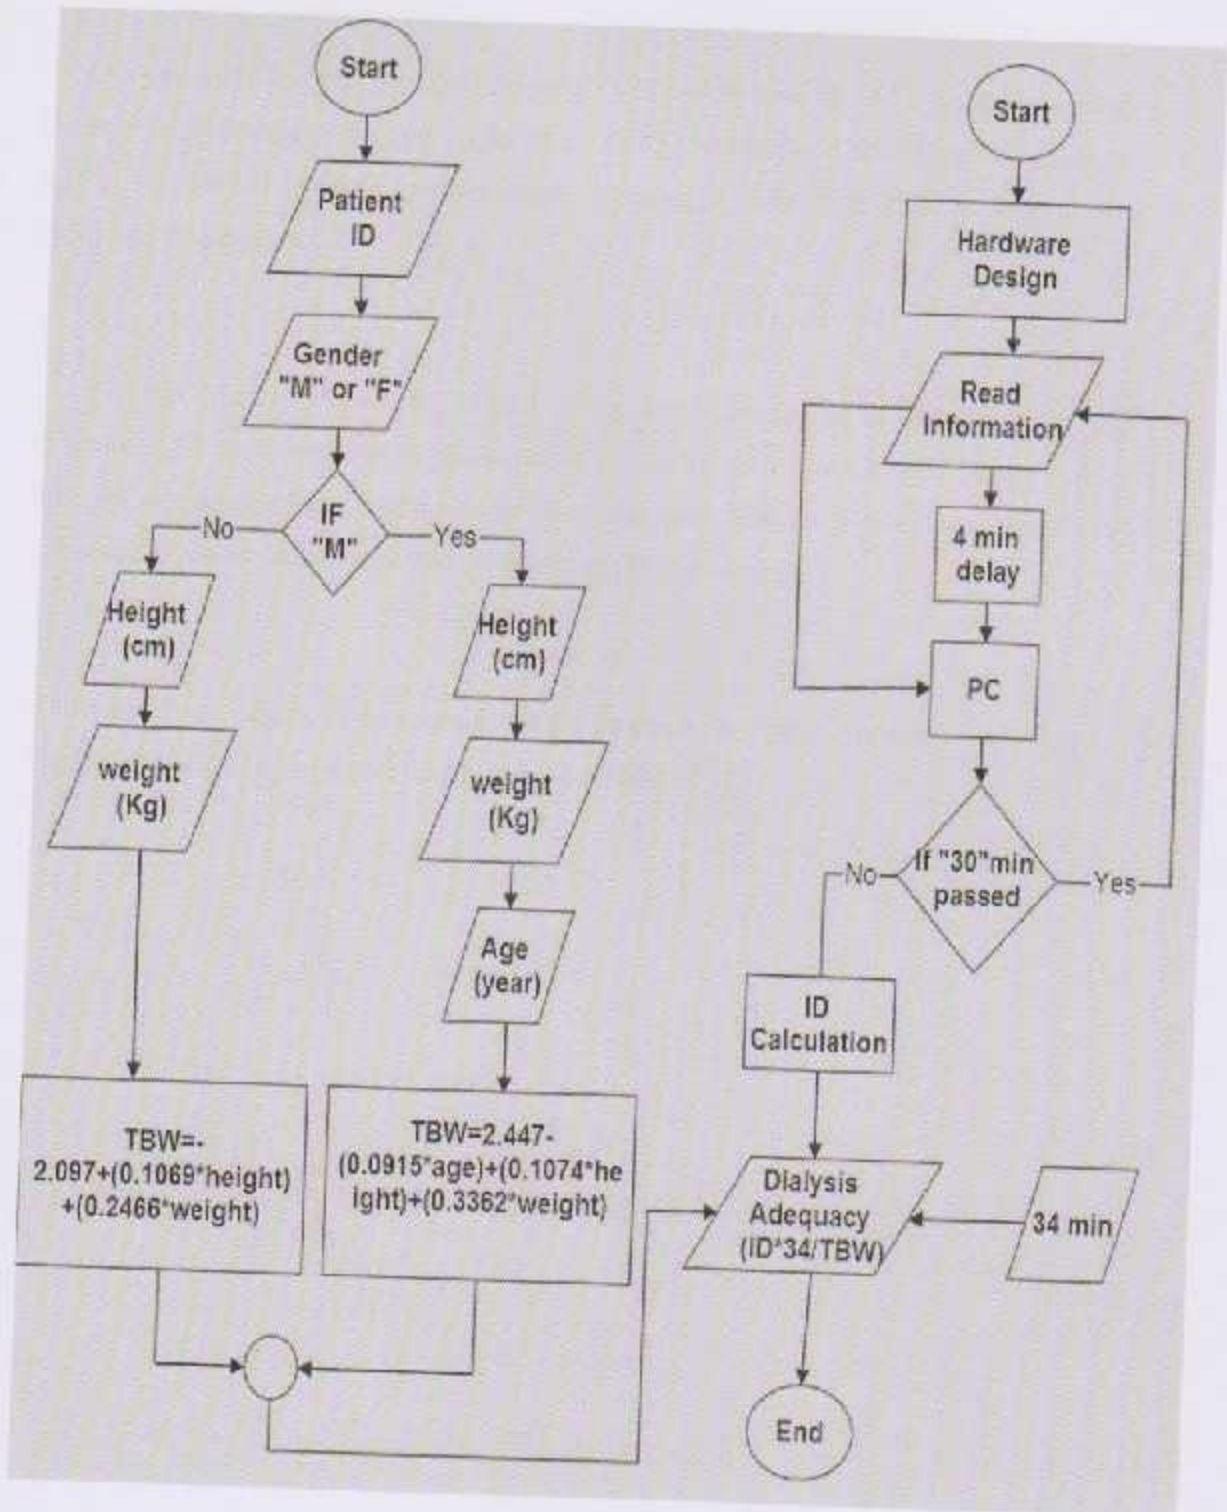 Start
Patient
ID
Gender
"M" or "F"
IF
"M"
No
Yes
Height
(cm)
weight
(Kg)
Height
(cm)
weight
(Kg)
Age
(year)
TBW=-
2.097+(0.1069*height)
+(0.2466*weight)
TBW=2.447-
(0.0915*age)+(0.1074*he
ight)+(0.3362*weight)
Start
Hardware
Design
Read
Information
4 min
delay
PC
If "30"min
passed
No
Yes
ID
Calculation
Dialysis
Adequacy
(ID*34/TBW)
34 min
End